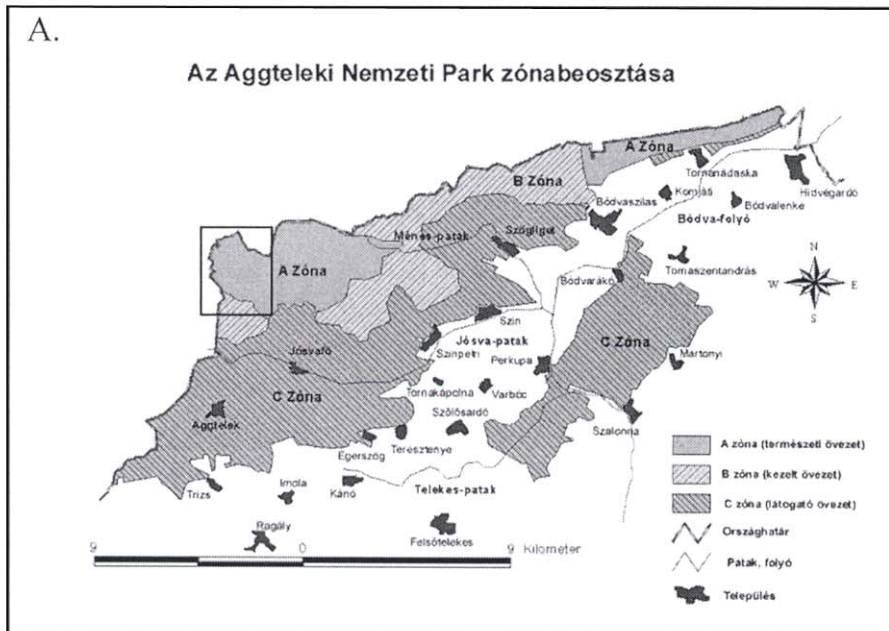 A.
Az Aggteleki Nemzeti Park zónabeosztása
A Zóna
Tornanádaska
Hídvégardó
B Zóna
Komjáti
Bódvaszilas
Bódvalenke
Bódva-folyó
Ménes-patak
Szögliget
A Zóna
Tornaszentandrás
N
W E
S
Bódvarákó
Szin
Jósva-patak
Szinpetri
C Zóna
Jósvafő
Perkupa
Martonyi
Tornakápolna
Varbóc
C Zóna
Aggtelek
Szőlősardó
Szalonna
Égerszög
Teresztenye
A zóna (természeti övezet)
B zóna (kezelt övezet)
C zóna (látogató övezet)
Országhatár
Patak, folyó
Település
Trizs
Imola
Kánó
Telekes-patak
Ragály
Felsőtelekes
9 0 9 Kilometer